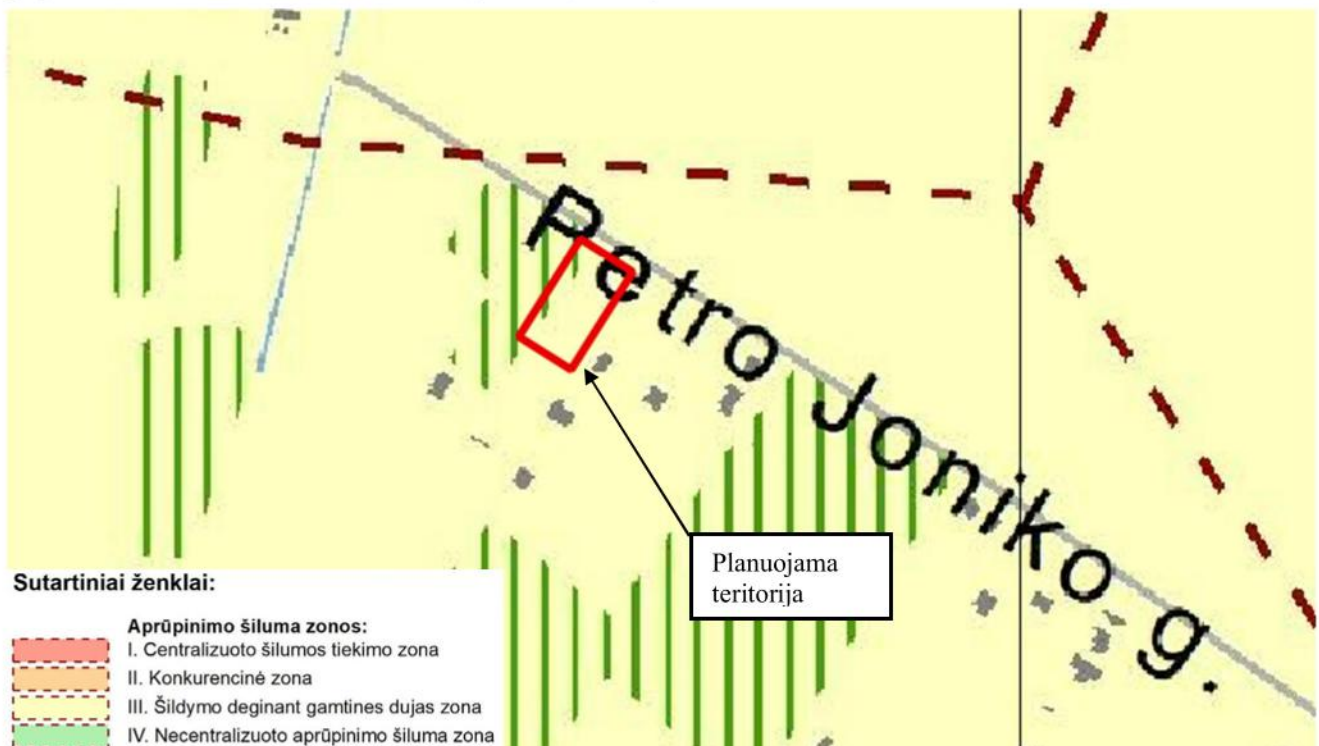 Petro Joniko g.
Planuojama
teritorija
Sutartiniai ženklai:
Aprūpinimo šiluma zonos:
I. Centralizuoto šilumos tiekimo zona
II. Konkurencinė zona
III. Šildymo deginant gamtines dujas zona
IV. Necentralizuoto aprūpinimo šiluma zona